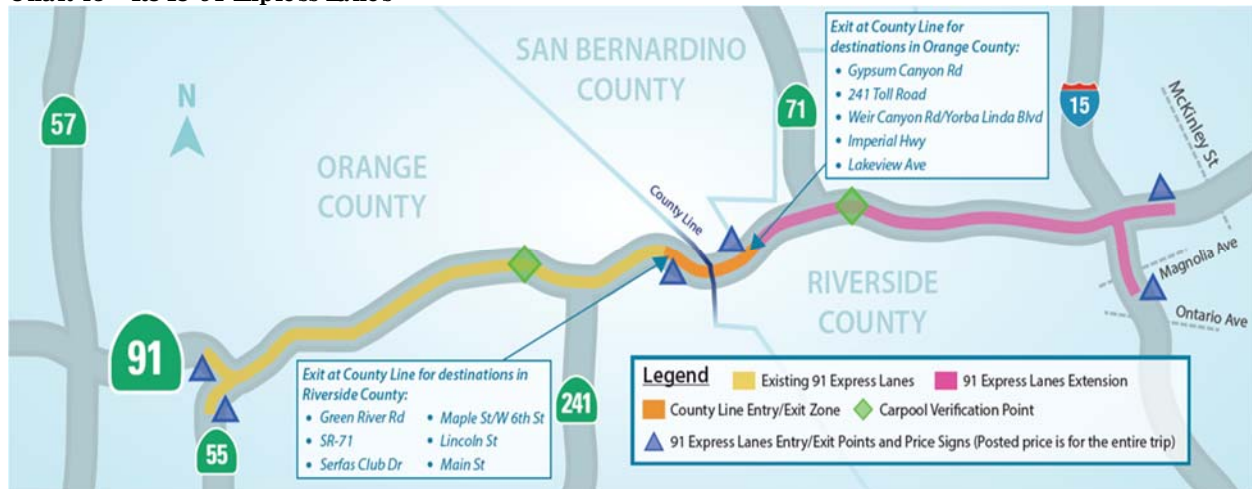 SAN BERNARDINO
COUNTY
Exit at County Line for
destinations in Orange County:
• Gypsum Canyon Rd
• 241 Toll Road
• Weir Canyon Rd/Yorba Linda Blvd
• Imperial Hwy
• Lakeview Ave
57
N
71
15
McKinley St
ORANGE
COUNTY
County Line
RIVERSIDE
COUNTY
Magnolia Ave
Ontario Ave
91
55
241
Exit at County Line for destinations in
Riverside County:
• Green River Rd
• SR-71
• Serfas Club Dr
• Maple St/W 6th St
• Lincoln St
• Main St
Legend
Existing 91 Express Lanes
91 Express Lanes Extension
County Line Entry/Exit Zone
Carpool Verification Point
91 Express Lanes Entry/Exit Points and Price Signs (Posted price is for the entire trip)